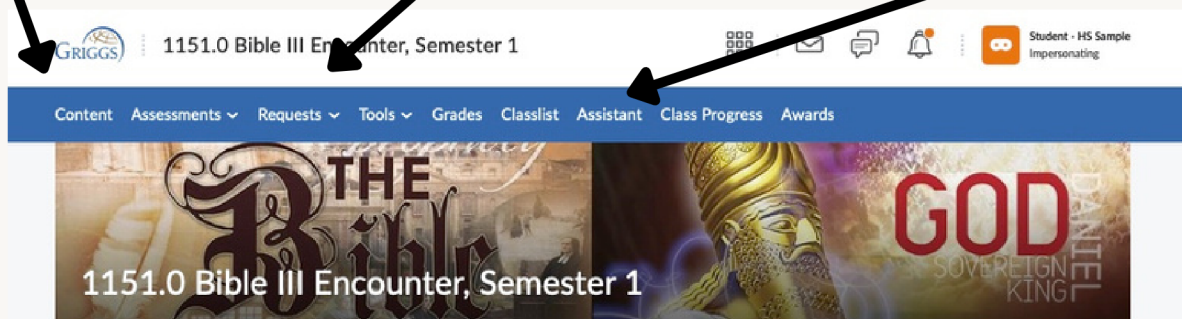 GRIGGS
1151.0 Bible III Encounter, Semester 1
Student - HS Sample
Impersonating
Content Assessments Requests Tools Grades Classlist Assistant Class Progress Awards
THE
Bible
GOD
SOVEREIGN
KING
DANIEL
1151.0 Bible III Encounter, Semester 1